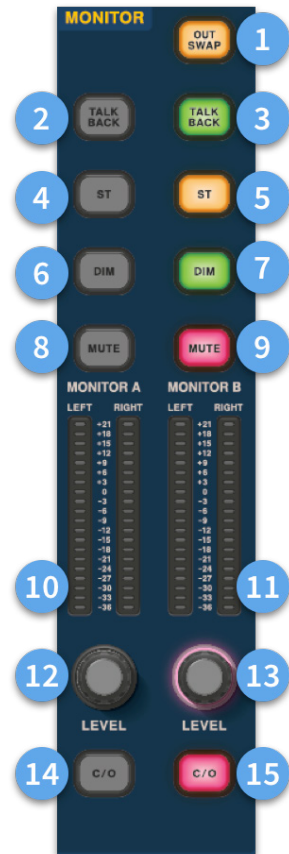 MONITOR
OUT
SWAP
1
2
TALK
BACK
TALK
BACK
3
4
ST
ST
5
6
DIM
DIM
7
8
MUTE
MUTE
9
MONITOR A MONITOR B
LEFT RIGHT LEFT RIGHT
+21 +21
+18 +18
+15 +15
+12 +12
+9 +9
+6 +6
+3 +3
0 0
-3 -3
-6 -6
-9 -9
-12 -12
-15 -15
-18 -18
-21 -21
-24 -24
-27 -27
-30 -30
-33 -33
-36 -36
10 11
12 13
LEVEL LEVEL
14 C/O C/O 15